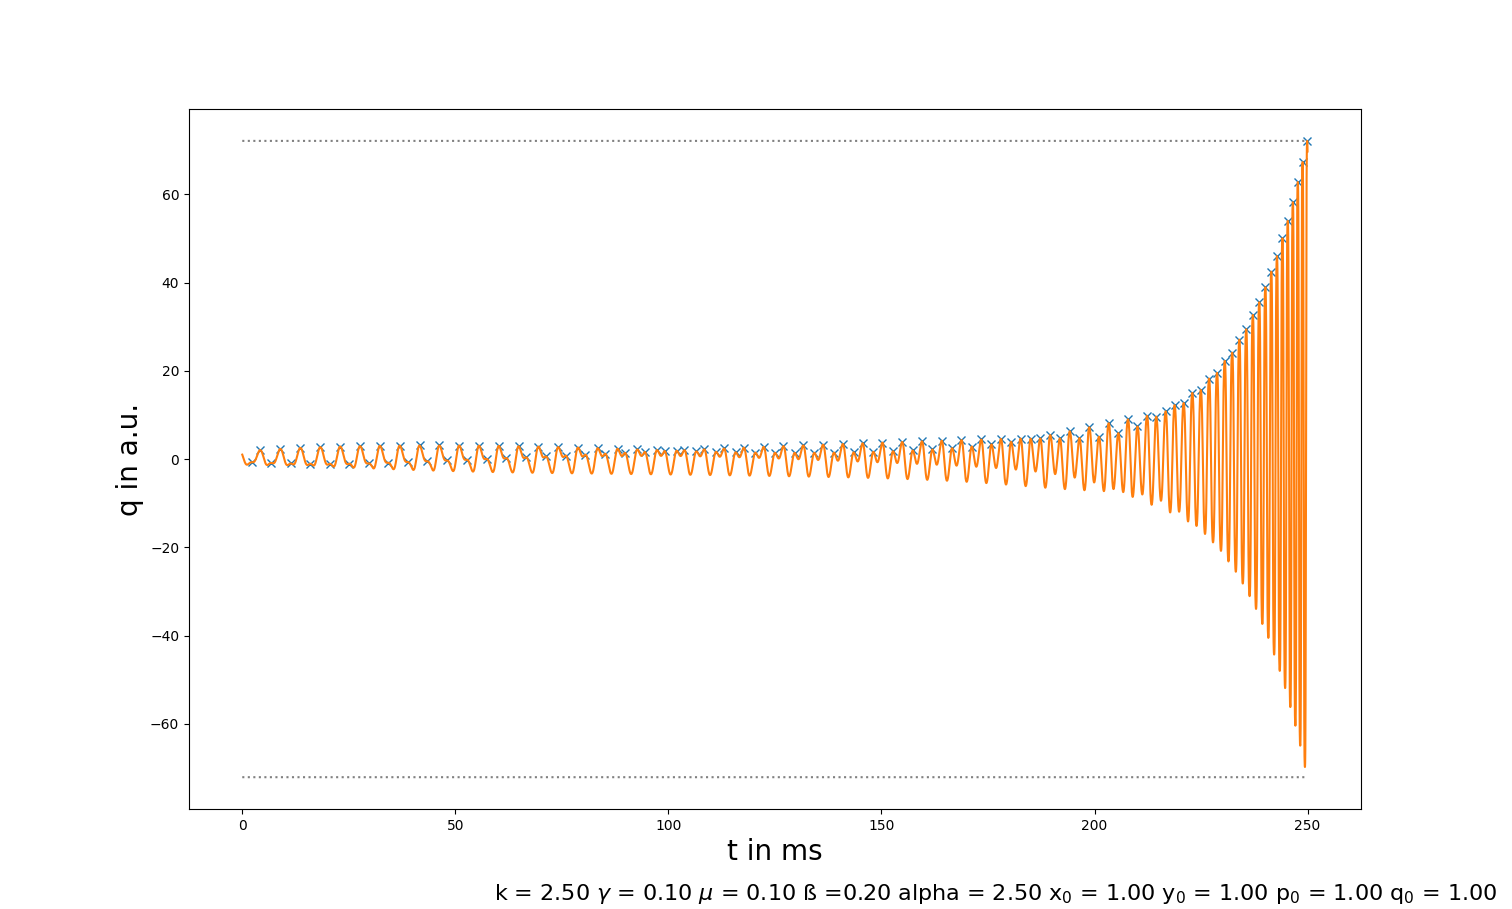 60
40
20
0
−20
−40
−60
q in a.u.
0 50 100 150 200 250
t in ms
k = 2.50 γ = 0.10 μ = 0.10 ß =0.20 alpha = 2.50 x₀ = 1.00 y₀ = 1.00 p₀ = 1.00 q₀ = 1.00